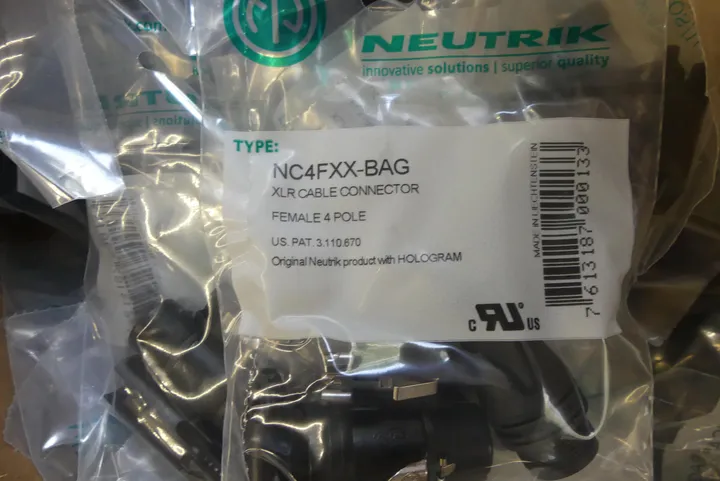 NEUTRIK
innovative solutions | superior quality
TYPE:
NC4FXX-BAG
XLR CABLE CONNECTOR
FEMALE 4 POLE
US. PAT. 3.110.670
Original Neutrik product with HOLOGRAM
MADE IN LIECHTENSTEIN
7 613187 000133
c RU US